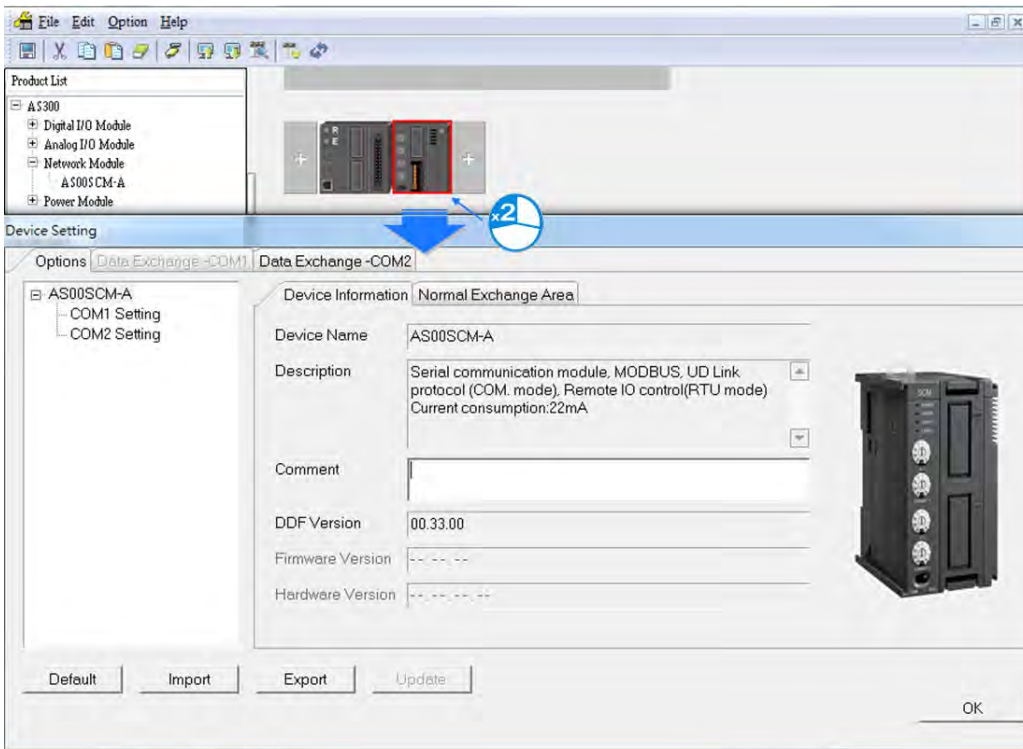 File Edit Option Help
Product List
AS300
Digital I/O Module
Analog I/O Module
Network Module
AS00SCM-A
Power Module
R
E
x2
Device Setting
Options Data Exchange -COM1 Data Exchange -COM2
AS00SCM-A
COM1 Setting
COM2 Setting
Device Information Normal Exchange Area
Device Name AS00SCM-A
Description Serial communication module, MODBUS, UD Link
protocol (COM. mode), Remote IO control(RTU mode)
Current consumption:22mA
Comment
DDF Version 00.33.00
Firmware Version -- -- --
Hardware Version -- -- -- --
SCM
Default Import Export Update
OK